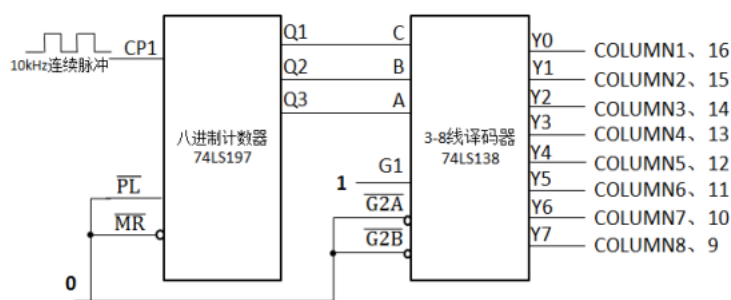 10kHz连续脉冲
CP1
八进制计数器
74LS197
PL
MR
0
Q1
Q2
Q3
C
B
A
1
G1
G2A
G2B
3-8线译码器
74LS138
Y0 COLUMN1、16
Y1 COLUMN2、15
Y2 COLUMN3、14
Y3 COLUMN4、13
Y4 COLUMN5、12
Y5 COLUMN6、11
Y6 COLUMN7、10
Y7 COLUMN8、9